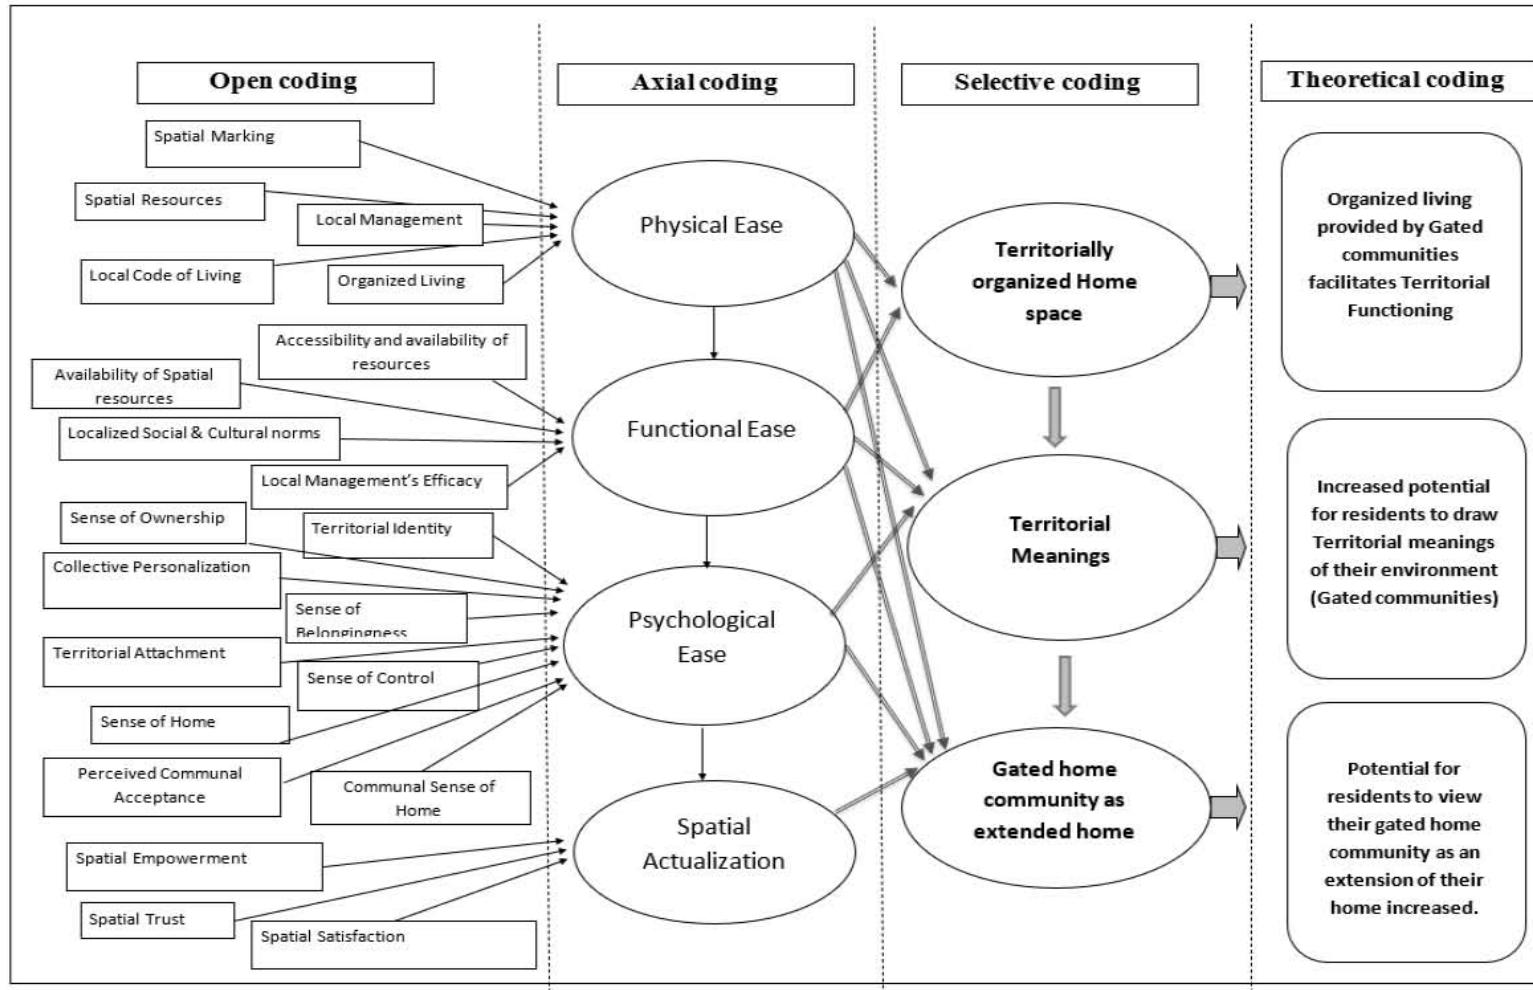 Open coding
Axial coding
Selective coding
Theoretical coding
Spatial Marking
Spatial Resources
Local Management
Local Code of Living
Organized Living
Accessibility and availability of
resources
Availability of Spatial
resources
Localized Social & Cultural norms
Local Management's Efficacy
Sense of Ownership
Territorial Identity
Collective Personalization
Sense of
Belongingness
Territorial Attachment
Sense of Control
Sense of Home
Perceived Communal
Acceptance
Communal Sense of
Home
Spatial Empowerment
Spatial Trust
Spatial Satisfaction
Physical Ease
Functional Ease
Psychological
Ease
Spatial
Actualization
Territorially
organized Home
space
Territorial
Meanings
Gated home
community as
extended home
Organized living
provided by Gated
communities
facilitates Territorial
Functioning
Increased potential
for residents to draw
Territorial meanings
of their environment
(Gated communities)
Potential for
residents to view
their gated home
community as an
extension of their
home increased.